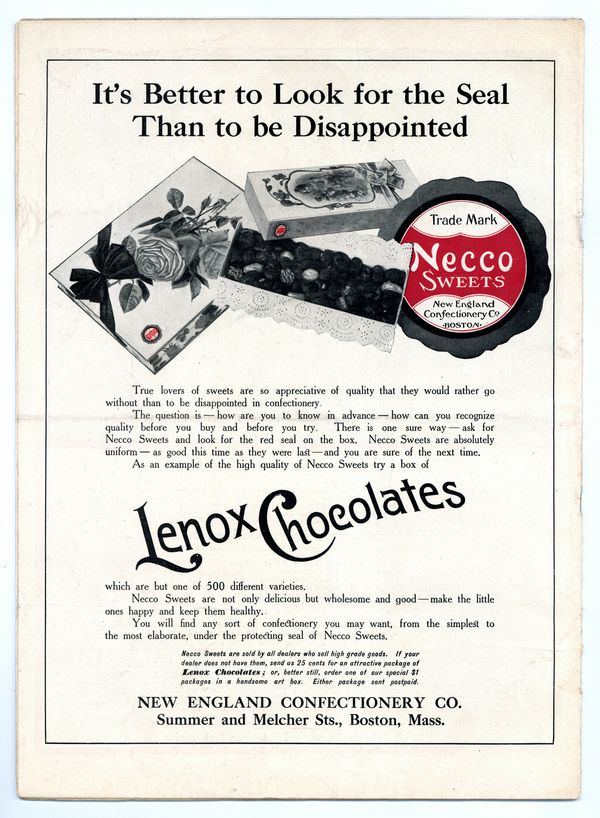 It's Better to Look for the Seal
Than to be Disappointed
Trade Mark
Necco
SWEETS
New England
Confectionery Co
·BOSTON·
True lovers of sweets are so appreciative of quality that they would rather go
without than to be disappointed in confectionery.
The question is — how are you to know in advance — how can you recognize
quality before you buy and before you try. There is one sure way — ask for
Necco Sweets and look for the red seal on the box. Necco Sweets are absolutely
uniform — as good this time as they were last — and you are sure of the next time.
As an example of the high quality of Necco Sweets try a box of
Lenox Chocolates
which are but one of 500 different varieties.
Necco Sweets are not only delicious but wholesome and good — make the little
ones happy and keep them healthy.
You will find any sort of confectionery you may want, from the simplest to
the most elaborate, under the protecting seal of Necco Sweets.
Necco Sweets are sold by all dealers who sell high grade goods. If your
dealer does not have them, send us 25 cents for an attractive package of
Lenox Chocolates; or, better still, order one of our special $1
packages in a handsome art box. Either package sent postpaid.
NEW ENGLAND CONFECTIONERY CO.
Summer and Melcher Sts., Boston, Mass.